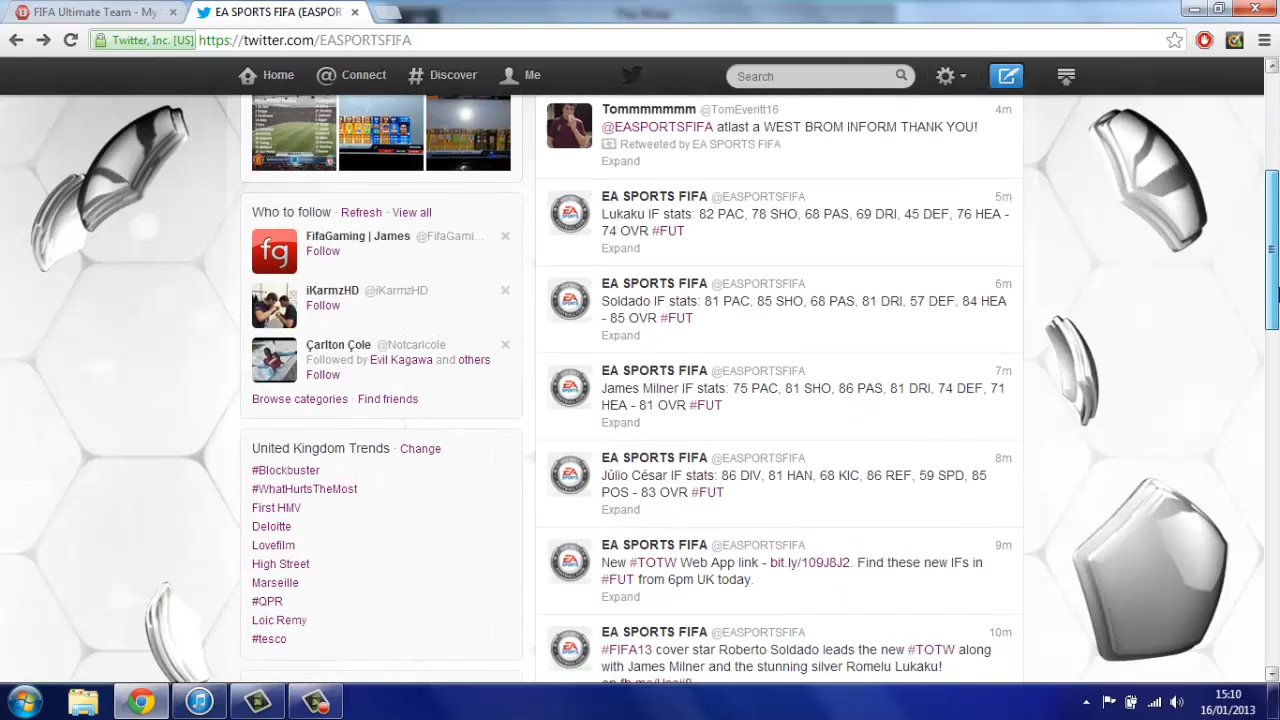 FIFA Ultimate Team - My
EA SPORTS FIFA (EASPOR
Twitter, Inc. [US] https://twitter.com/EASPORTSFIFA
Home Connect Discover Me
Search
Tommmmmmm @TomEveritt16 4m
@EASPORTSFIFA atlast a WEST BROM INFORM THANK YOU!
Retweeted by EA SPORTS FIFA
Expand
EA SPORTS FIFA @EASPORTSFIFA 5m
Lukaku IF stats: 82 PAC, 78 SHO, 68 PAS, 69 DRI, 45 DEF, 76 HEA -
74 OVR #FUT
Expand
EA SPORTS FIFA @EASPORTSFIFA 6m
Soldado IF stats: 81 PAC, 85 SHO, 68 PAS, 81 DRI, 57 DEF, 84 HEA
- 85 OVR #FUT
Expand
EA SPORTS FIFA @EASPORTSFIFA 7m
James Milner IF stats: 75 PAC, 81 SHO, 86 PAS, 81 DRI, 74 DEF, 71
HEA - 81 OVR #FUT
Expand
EA SPORTS FIFA @EASPORTSFIFA 8m
Júlio César IF stats: 86 DIV, 81 HAN, 68 KIC, 86 REF, 59 SPD, 85
POS - 83 OVR #FUT
Expand
EA SPORTS FIFA @EASPORTSFIFA 9m
New #TOTW Web App link - bit.ly/109J8J2. Find these new IFs in
#FUT from 6pm UK today.
Expand
EA SPORTS FIFA @EASPORTSFIFA 10m
#FIFA13 cover star Roberto Soldado leads the new #TOTW along
with James Milner and the stunning silver Romelu Lukaku!
Who to follow · Refresh · View all
FifaGaming | James @FifaGami...
Follow
iKarmzHD @iKarmzHD
Follow
Çarlton Çole @Notcarlcole
Followed by Evil Kagawa and others
Follow
Browse categories · Find friends
United Kingdom Trends · Change
#Blockbuster
#WhatHurtsTheMost
First HMV
Deloitte
Lovefilm
High Street
Marseille
#QPR
Loic Remy
#tesco
15:10
16/01/2013